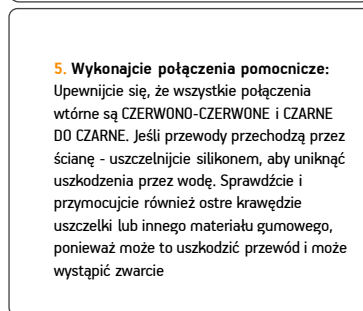 5. Wykonajcie połączenia pomocnicze:
Upewnijcie się, że wszystkie połączenia
wtórne są CZERWONO-CZERWONE i CZARNE
DO CZARNE. Jeśli przewody przechodzą przez
ścianę - uszczelnijcie silikonem, aby uniknąć
uszkodzenia przez wodę. Sprawdźcie i
przymocujcie również ostre krawędzie
uszczelki lub innego materiału gumowego,
ponieważ może to uszkodzić przewód i może
wystąpić zwarcie